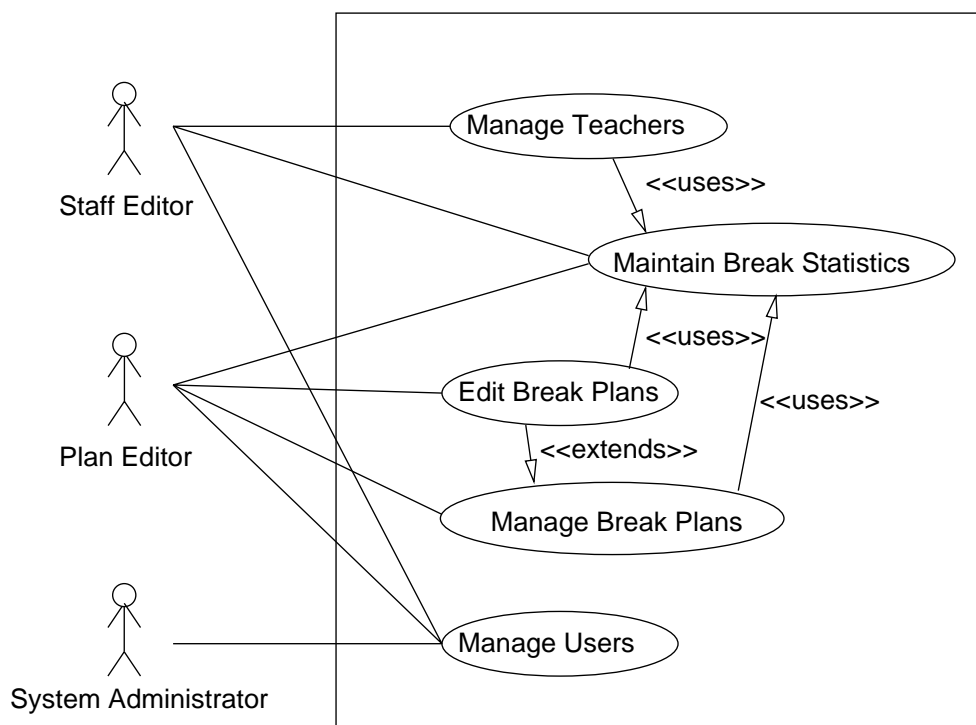 Manage Teachers
<<uses>>
Staff Editor
Maintain Break Statistics
<<uses>>
Edit Break Plans
<<uses>>
Plan Editor
<<extends>>
Manage Break Plans
Manage Users
System Administrator